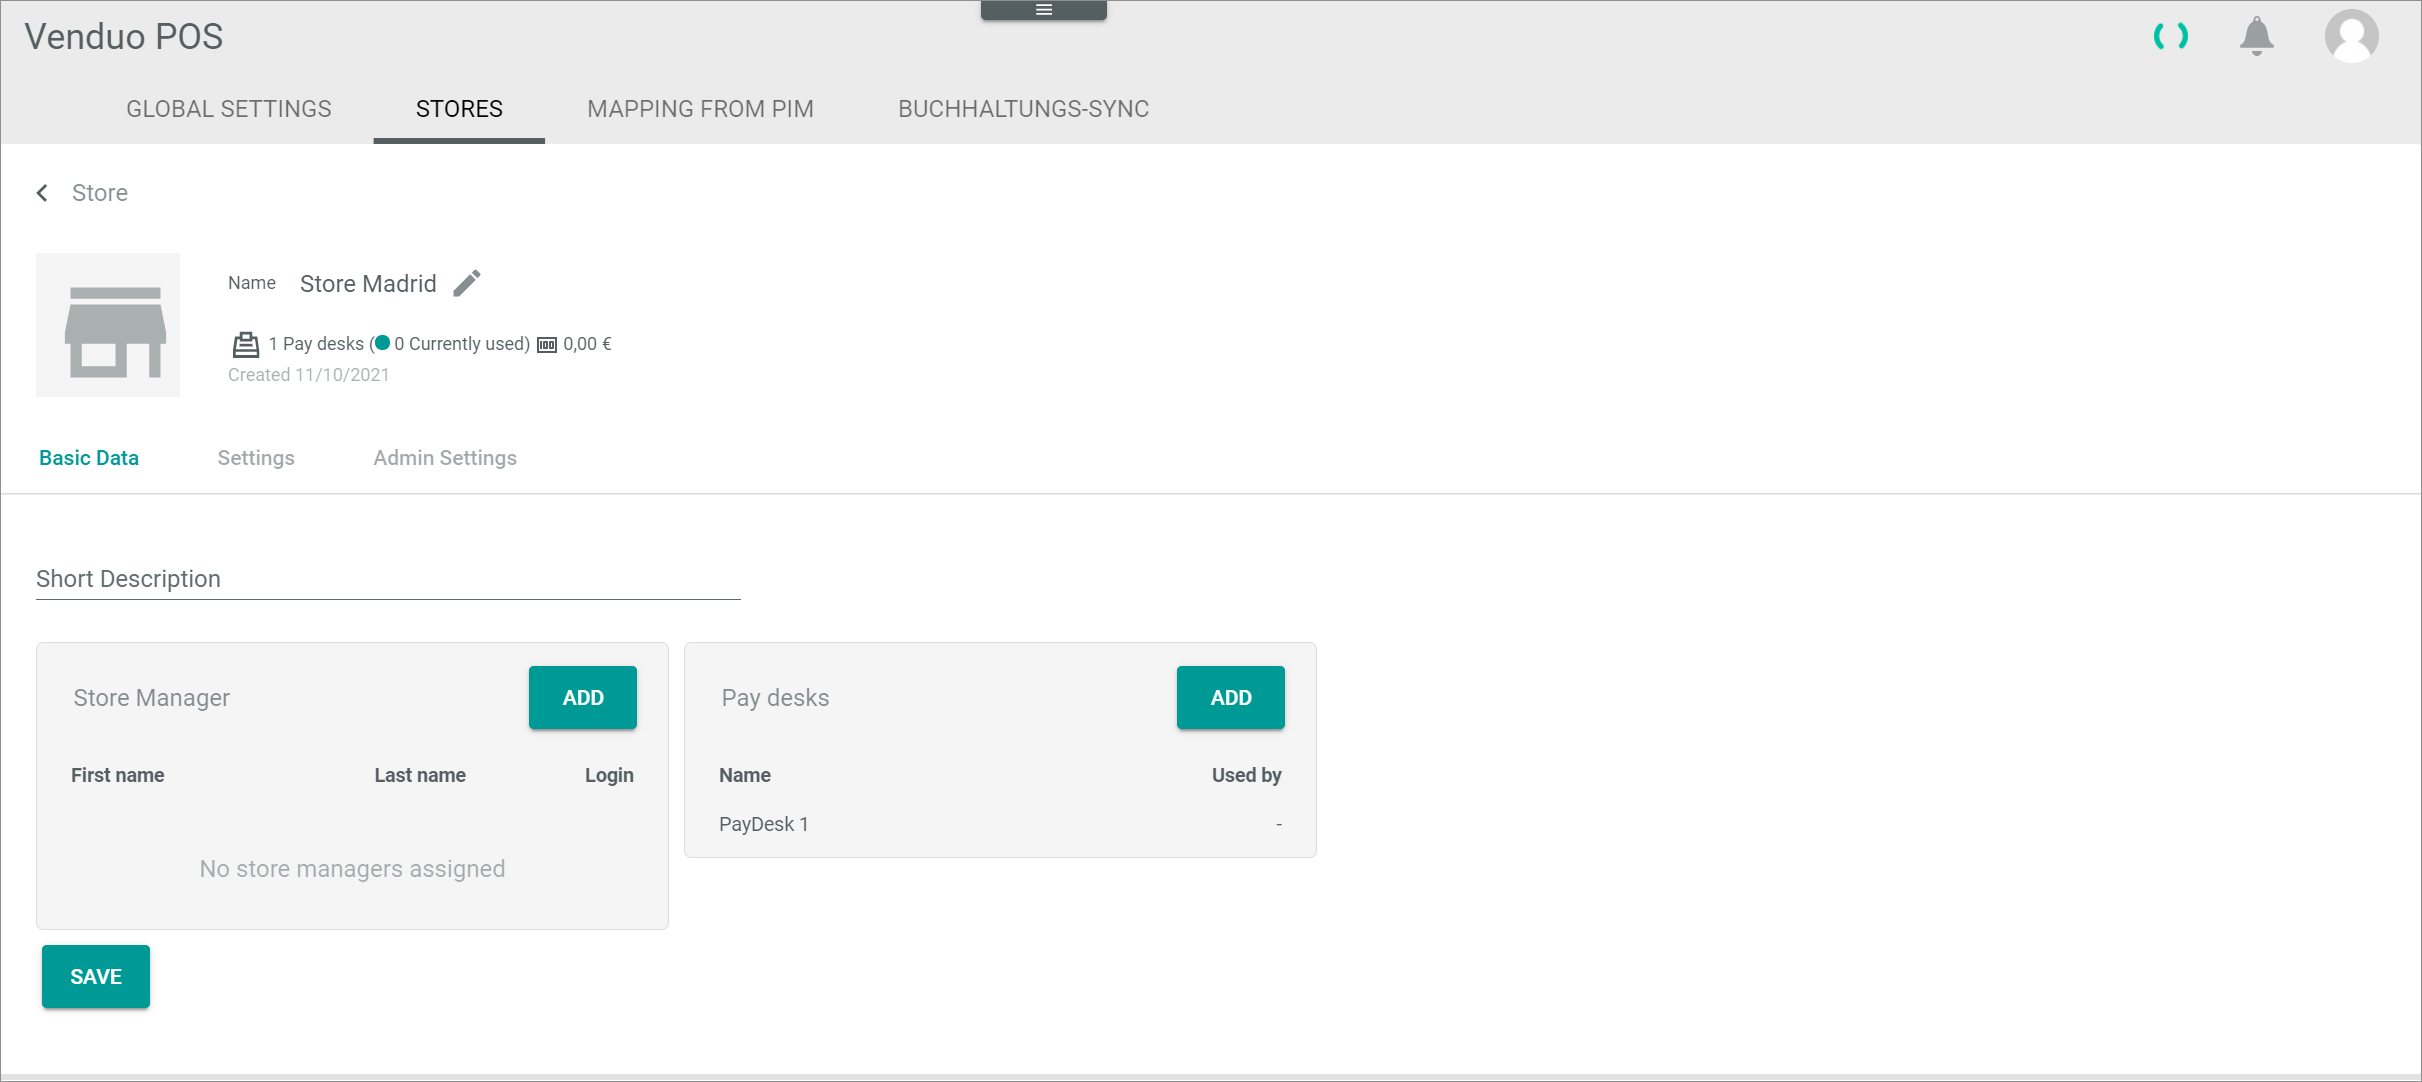 Venduo POS
GLOBAL SETTINGS STORES MAPPING FROM PIM BUCHHALTUNGS-SYNC
Store
Name Store Madrid
1 Pay desks (0 Currently used) 0,00 €
Created 11/10/2021
Basic Data Settings Admin Settings
Short Description
Store Manager ADD
First name Last name Login
No store managers assigned
Pay desks ADD
Name Used by
PayDesk 1 -
SAVE